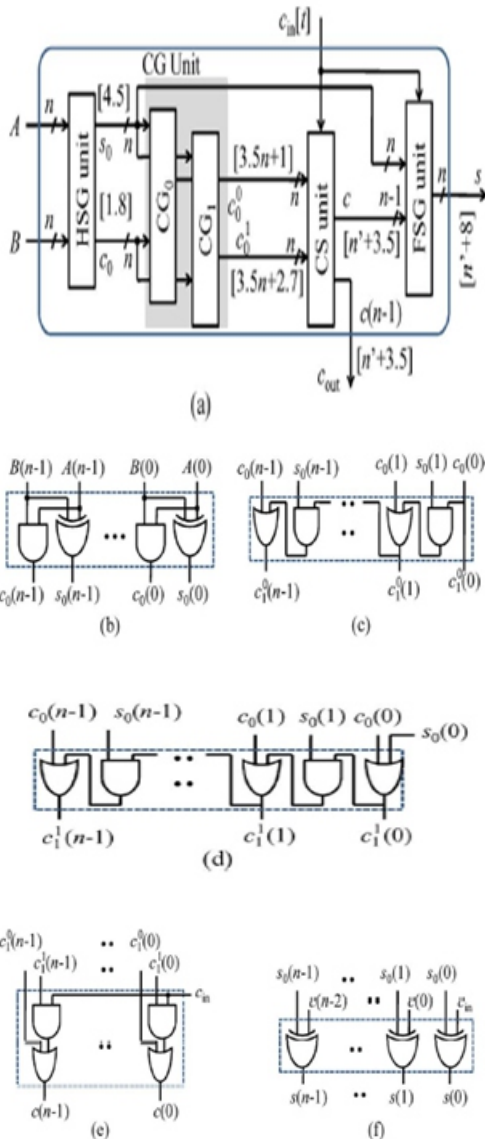 c_in[t]
CG Unit
[4.5]
A n s_0 n
HSG unit
CG_0
CG_1
CS unit
FSG unit
[3.5n+1]
n
c_0^0
n
n s
[1.8]
c_0^1
c n-1
B n c_0 n
n
[n'+3.5]
[n'+8]
[3.5n+2.7]
c(n-1)
[n'+3.5]
c_out
(a)
B(n-1) A(n-1) B(0) A(0)
c_0(n-1) s_0(n-1) c_0(0) s_0(0)
(b)
c_0(n-1) s_0(n-1) c_0(1) s_0(1) c_0(0)
c_1^0(n-1) c_1^0(1) c_1^0(0)
(c)
c_0(n-1) s_0(n-1) c_0(1) s_0(1) c_0(0) s_0(0)
c_1^1(n-1) c_1^1(1) c_1^1(0)
(d)
c_1^0(n-1) c_1^0(0)
c_1^1(n-1) c_1^1(0)
c_in
c(n-1) c(0)
(e)
s_0(n-1) s_0(1) s_0(0)
c(n-2) c(0) c_in
s(n-1) s(1) s(0)
(f)